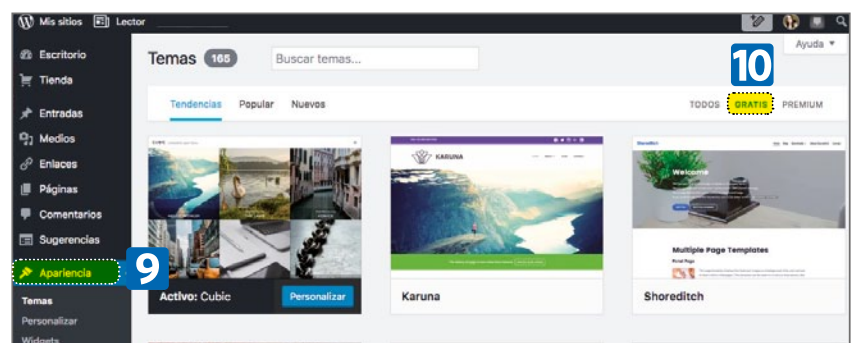 Mis sitios Lector
Escritorio
Tienda
Entradas
Medios
Enlaces
Páginas
Comentarios
Sugerencias
Apariencia
9
Temas
Personalizar
Widgets
Temas 165
Buscar temas...
Ayuda
10
Tendencias Popular Nuevos
TODOS GRATIS PREMIUM
Activo: Cubic
Personalizar
KARUNA
Karuna
Shoreditch
Welcome
Multiple Page Templates
Shoreditch